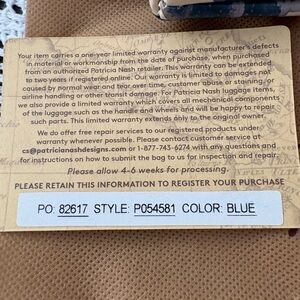 Your item carries a one-year limited warranty against manufacturer's defects
in material or workmanship from the date of purchase, when purchased
from an authorized Patricia Nash retailer. This warranty can be extended
to two years if registered online. Our warranty is limited to damages not
caused by normal wear and tear over time, customer abuse or staining, or
airline handling or other transit damage. For Patricia Nash luggage items,
we also provide a limited warranty which covers all mechanical components
of the luggage such as the handle and wheels and will be happy to repair
such parts. This limited warranty extends only to the original owner.
We do offer free repair services to our registered products under
warranty whenever possible. Please contact customer service at
cs@patricianashdesigns.com or 1-877-743-6274 with any questions and
for instructions on how to submit the bag to us for inspection and repair.
Please allow 4-6 weeks for processing.
PLEASE RETAIN THIS INFORMATION TO REGISTER YOUR PURCHASE
PO: 82617 STYLE: P054581 COLOR: BLUE